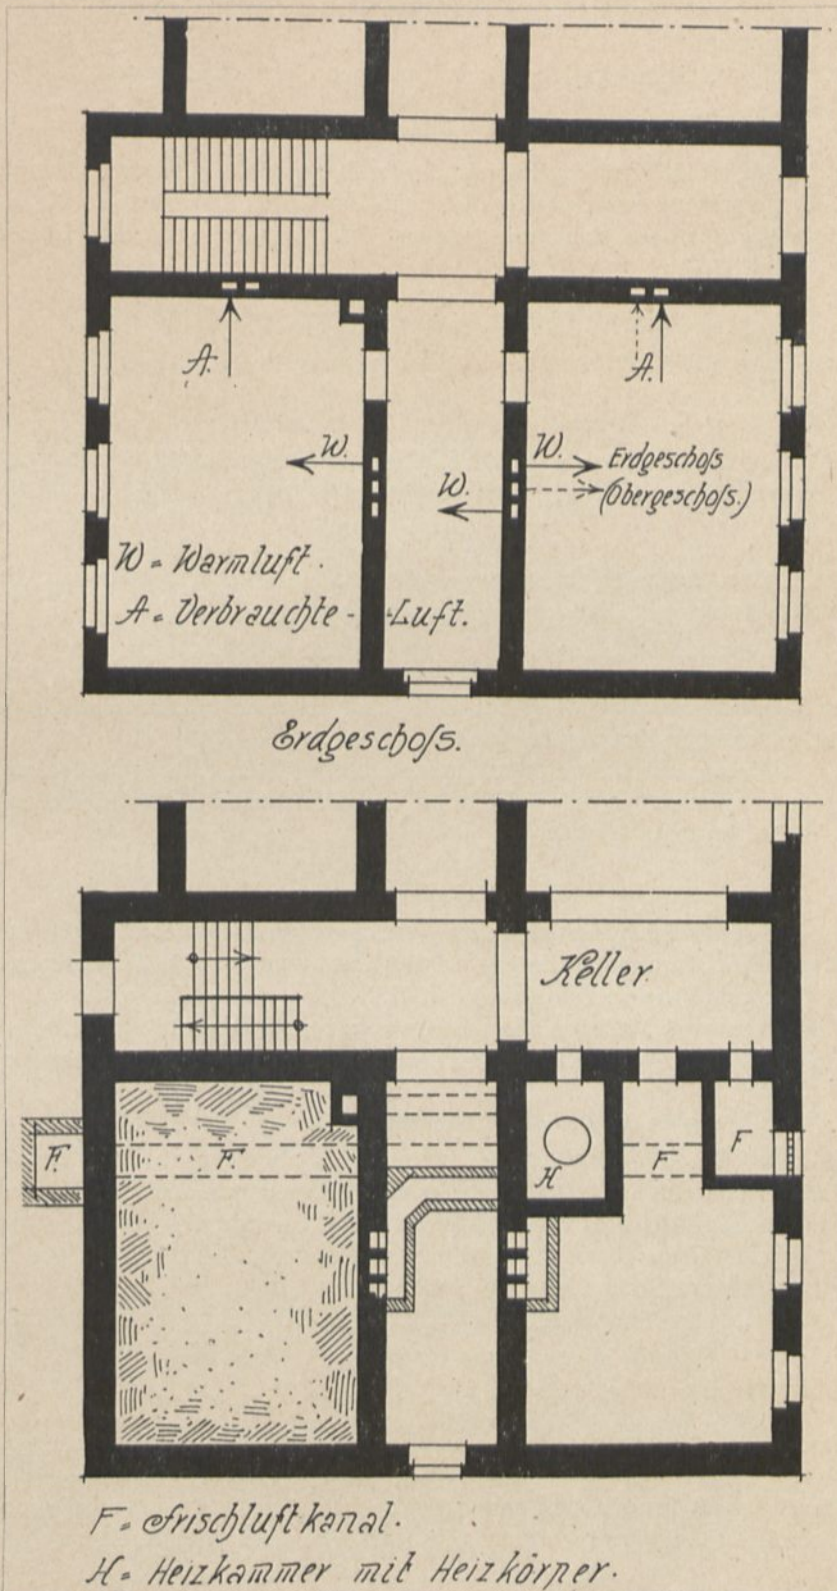 A.
A.
W.
W.
Erdgeschoſs
W.
(Obergeschoſs.)
W = Warmluft.
A = Verbrauchte - Luft.
Erdgeschoſs.
Keller.
F.
F.
H
F
F
F = Frischluftkanal.
H = Heizkammer mit Heizkörper.